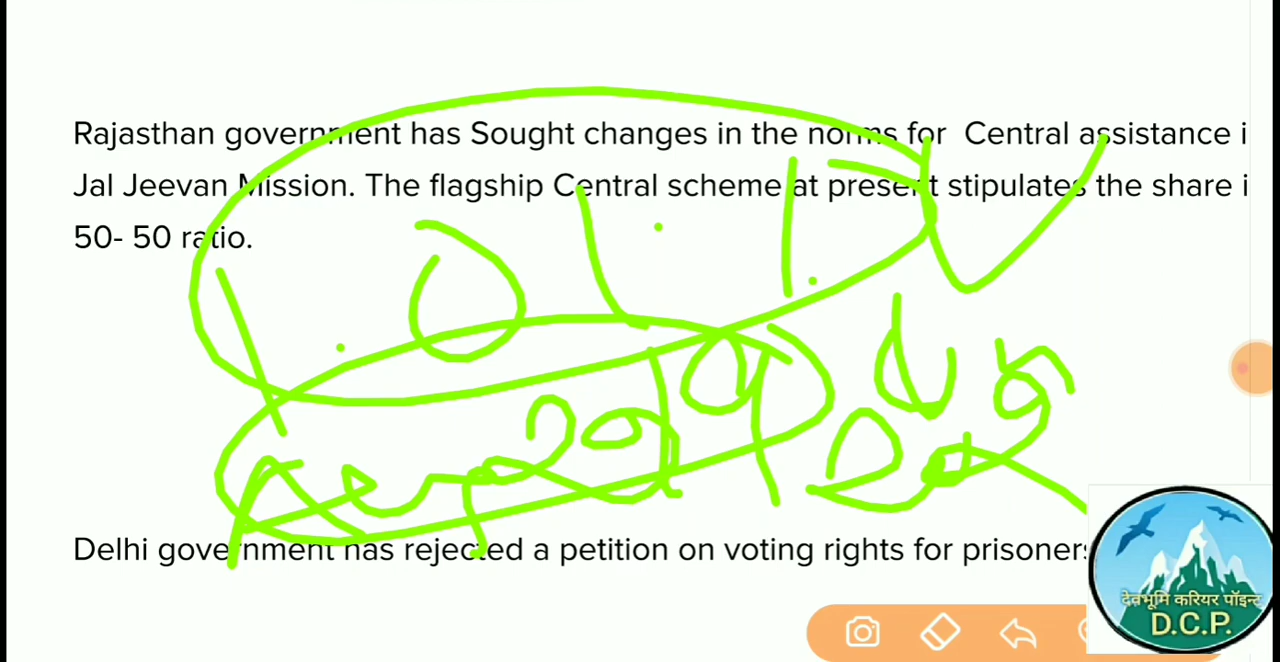 Rajasthan government has Sought changes in the norms for Central assistance i
Jal Jeevan Mission. The flagship Central scheme at present stipulates the share i
50- 50 ratio.
Delhi government has rejected a petition on voting rights for prisoners
देवभूमि करियर पॉइन्ट
D.C.P.